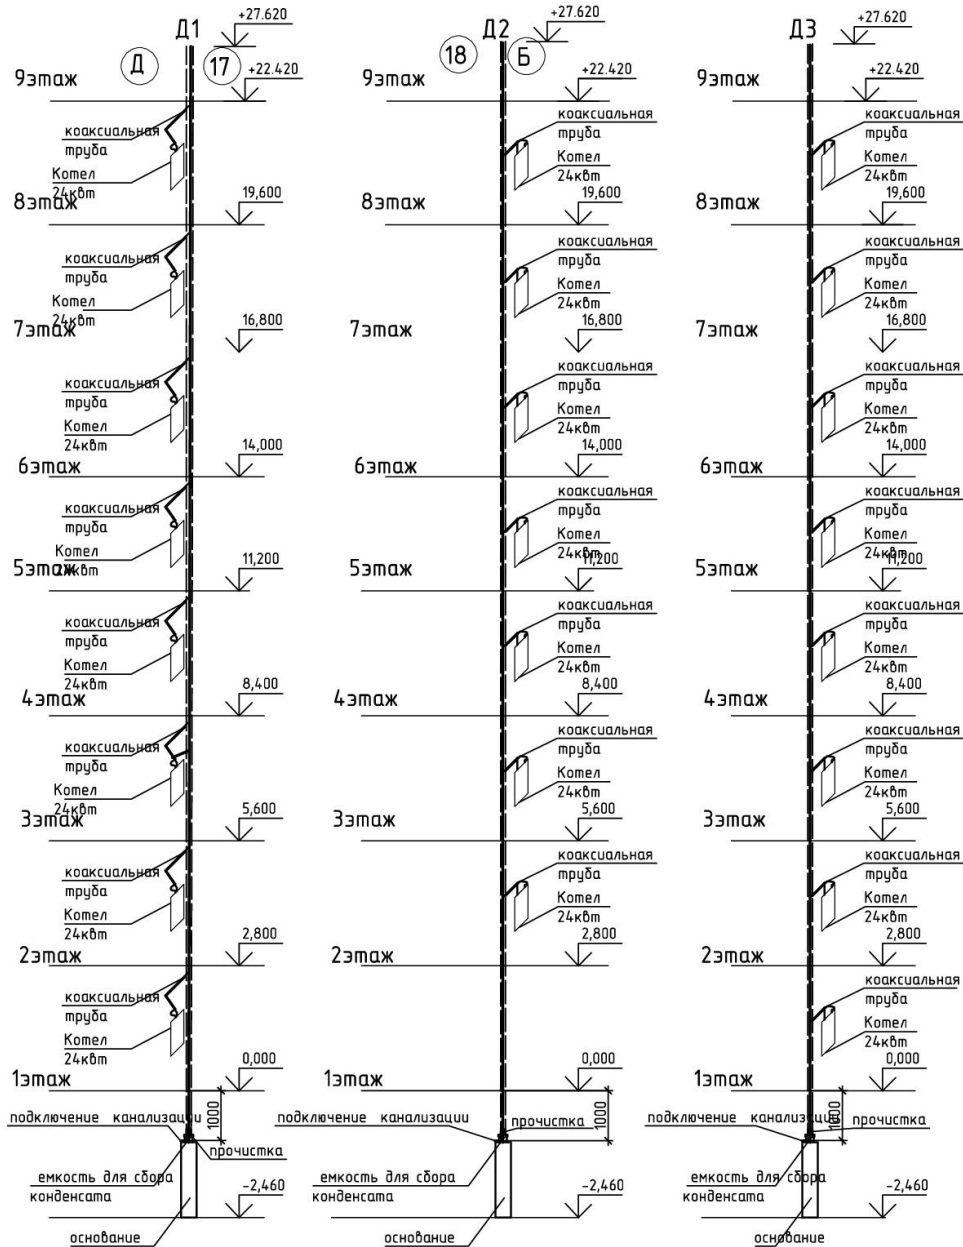 Д1
+27.620
Д
17
9этаж
+22.420
коаксиальная
труба
Котел
24квт
8этаж
19,600
коаксиальная
труба
Котел
24квт
7этаж
16,800
коаксиальная
труба
Котел
24квт
6этаж
14,000
коаксиальная
труба
Котел
24квт
5этаж
11,200
коаксиальная
труба
Котел
24квт
4этаж
8,400
коаксиальная
труба
Котел
24квт
3этаж
5,600
коаксиальная
труба
Котел
24квт
2этаж
2,800
коаксиальная
труба
Котел
24квт
1этаж
0,000
1000
подключение канализации
прочистка
емкость для сбора
конденсата
-2,460
основание
Д2
+27.620
18
Б
9этаж
+22.420
коаксиальная
труба
Котел
24квт
8этаж
19,600
коаксиальная
труба
Котел
24квт
7этаж
16,800
коаксиальная
труба
Котел
24квт
6этаж
14,000
коаксиальная
труба
Котел
24квт
5этаж
11,200
коаксиальная
труба
Котел
24квт
4этаж
8,400
коаксиальная
труба
Котел
24квт
3этаж
5,600
коаксиальная
труба
Котел
24квт
2этаж
2,800
1этаж
0,000
1000
подключение канализации
прочистка
емкость для сбора
конденсата
-2,460
основание
Д3
+27.620
9этаж
+22.420
коаксиальная
труба
Котел
24квт
8этаж
19,600
коаксиальная
труба
Котел
24квт
7этаж
16,800
коаксиальная
труба
Котел
24квт
6этаж
14,000
коаксиальная
труба
Котел
24квт
5этаж
11,200
коаксиальная
труба
Котел
24квт
4этаж
8,400
коаксиальная
труба
Котел
24квт
3этаж
5,600
коаксиальная
труба
Котел
24квт
2этаж
2,800
коаксиальная
труба
Котел
24квт
1этаж
0,000
1000
подключение канализации
прочистка
емкость для сбора
конденсата
-2,460
основание